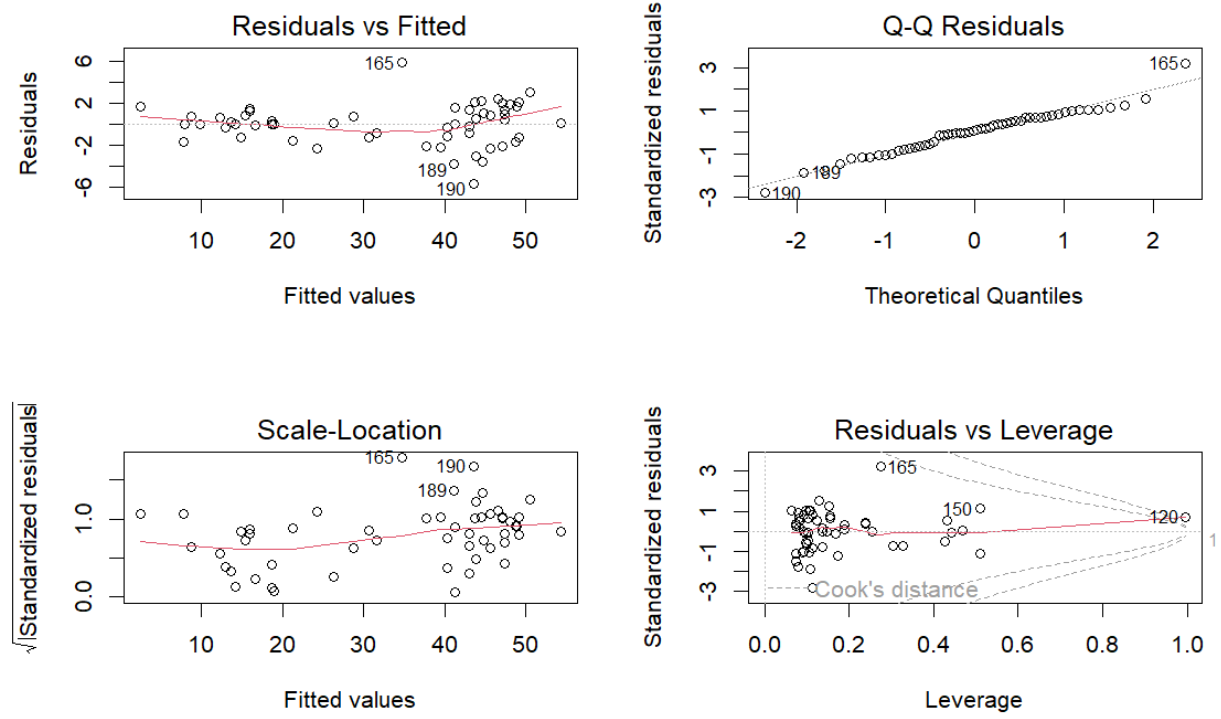 Residuals vs Fitted
Residuals
6
2
-2
-6
165
189
190
10 20 30 40 50
Fitted values
Q-Q Residuals
Standardized residuals
3
1
-1
-3
165
189
190
-2 -1 0 1 2
Theoretical Quantiles
Scale-Location
√|Standardized residuals|
1.0
0.0
165
190
189
10 20 30 40 50
Fitted values
Residuals vs Leverage
Standardized residuals
3
1
-1
-3
165
150
120
1
Cook's distance
0.0 0.2 0.4 0.6 0.8 1.0
Leverage